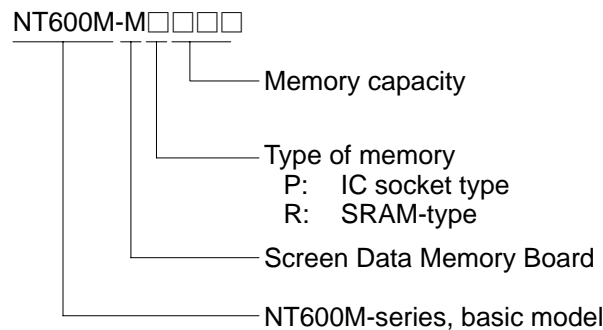 NT600M-M□□□□
Memory capacity
Type of memory
P: IC socket type
R: SRAM-type
Screen Data Memory Board
NT600M-series, basic model